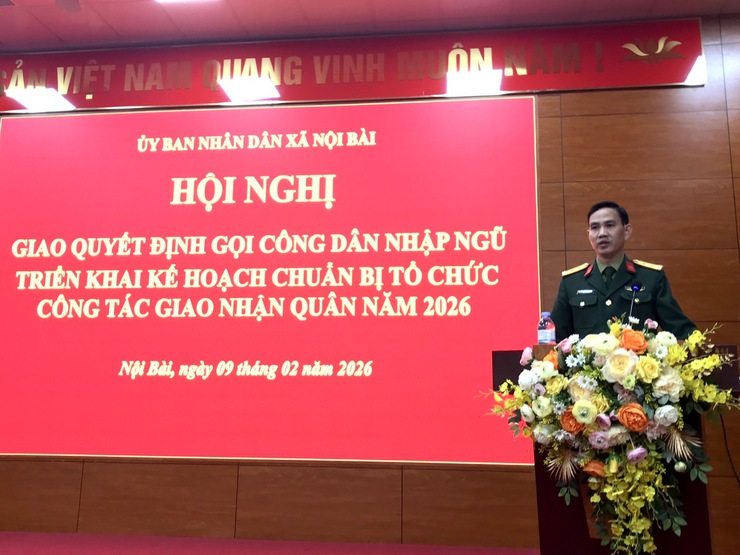 SẢN VIỆT NAM QUANG VINH MUÔN NĂM !
ỦY BAN NHÂN DÂN XÃ NỘI BÀI
HỘI NGHỊ
GIAO QUYẾT ĐỊNH GỌI CÔNG DÂN NHẬP NGŨ
TRIỂN KHAI KẾ HOẠCH CHUẨN BỊ TỔ CHỨC
CÔNG TÁC GIAO NHẬN QUÂN NĂM 2026
Nội Bài, ngày 09 tháng 02 năm 2026